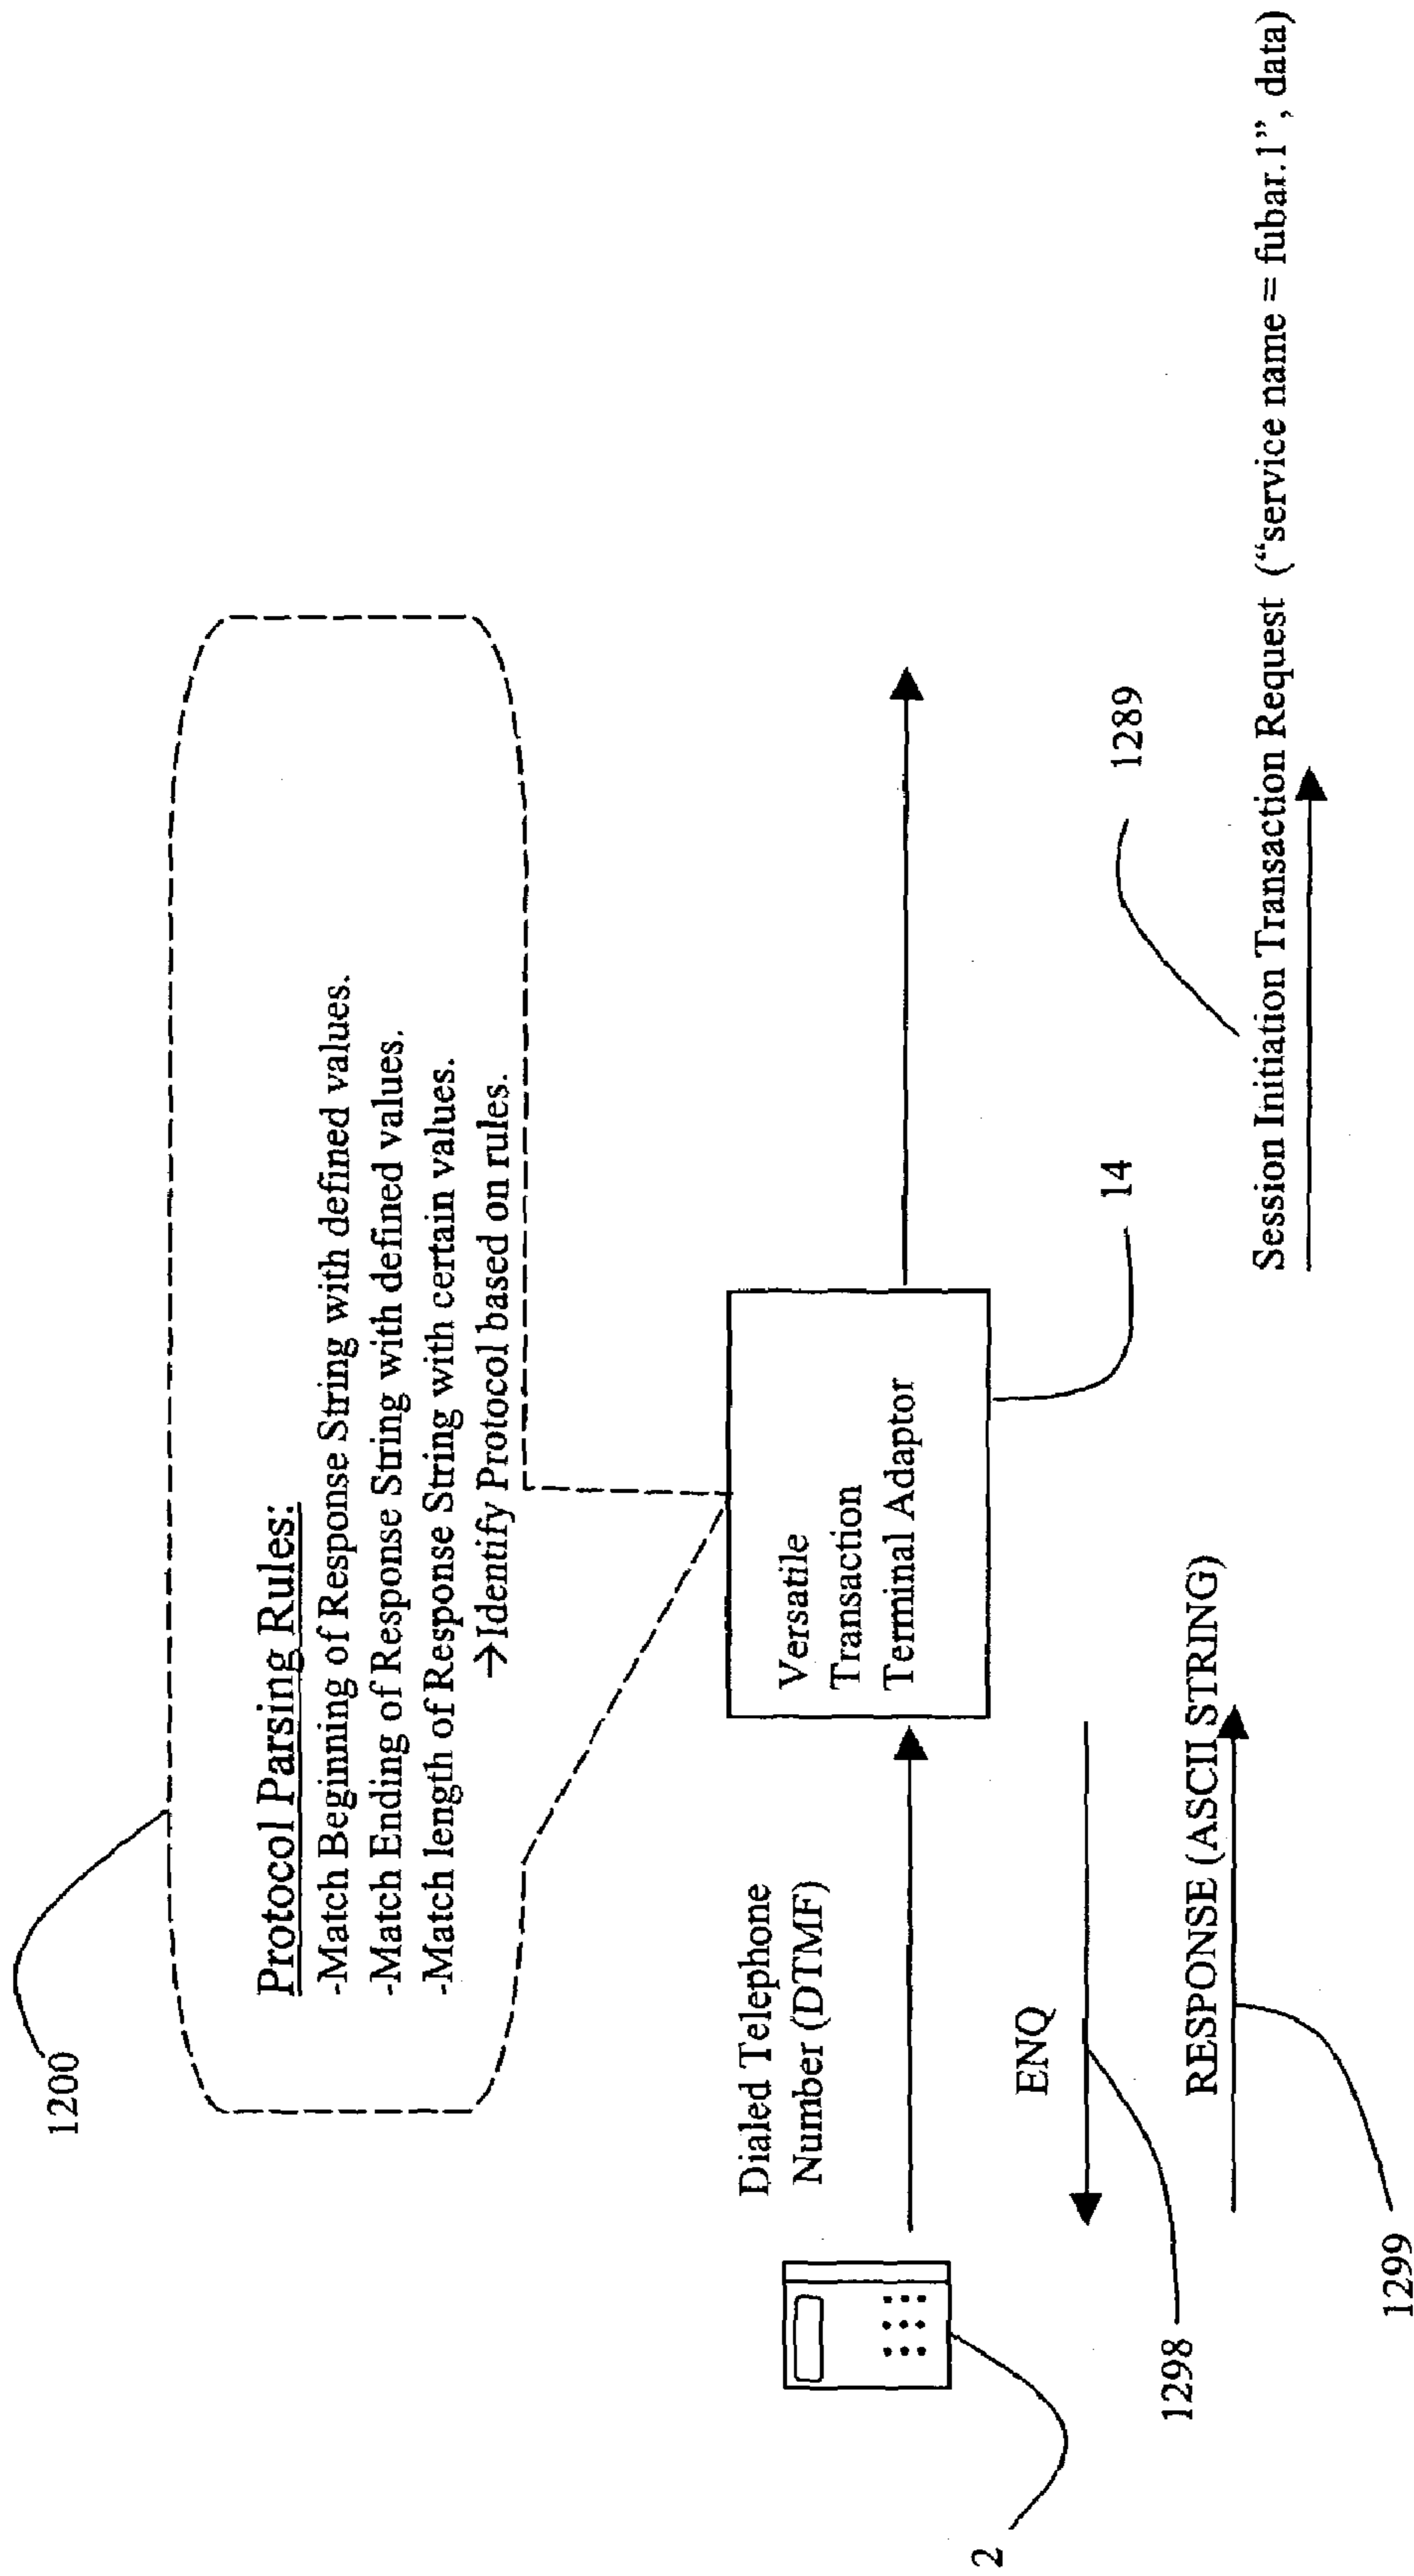 1200
Protocol Parsing Rules:
-Match Beginning of Response String with defined values.
-Match Ending of Response String with defined values.
-Match length of Response String with certain values.
→Identify Protocol based on rules.
Dialed Telephone
Number (DTMF)
Versatile
Transaction
Terminal Adaptor
2
ENQ
1298
14
1289
RESPONSE (ASCII STRING)
1299
Session Initiation Transaction Request (“service name = fubar.1”, data)